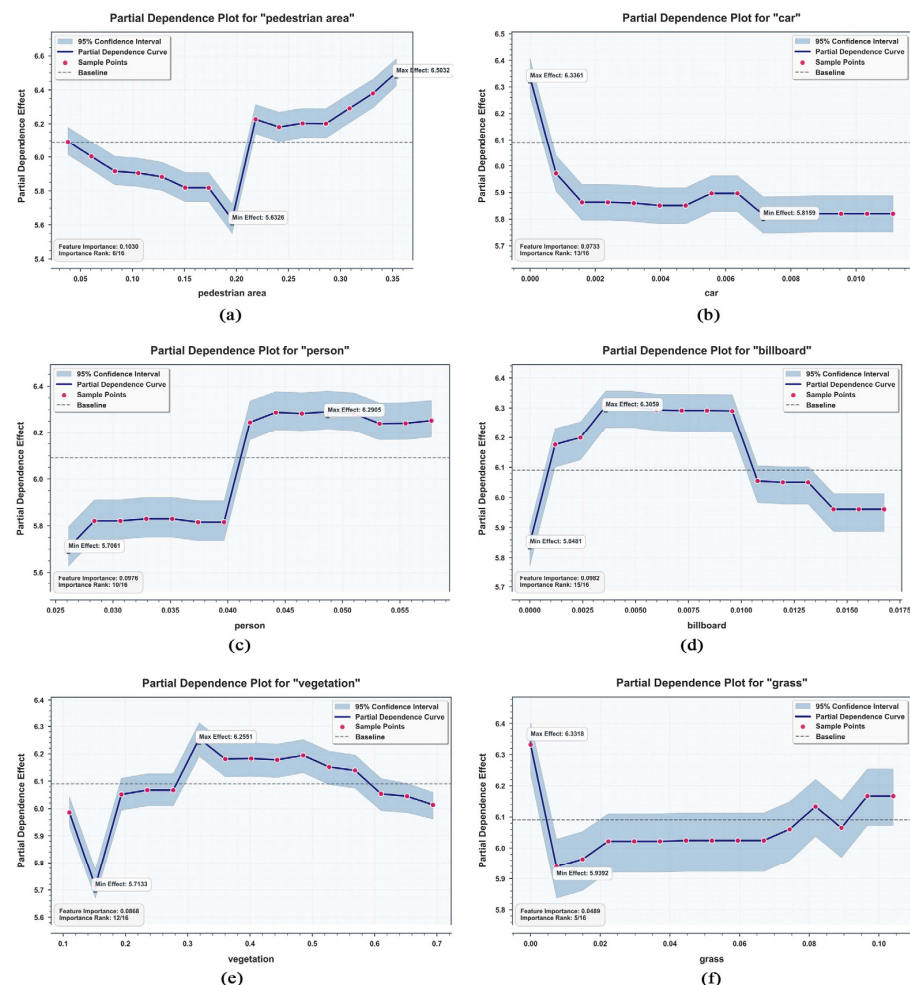 Partial Dependence Plot for "pedestrian area"
95% Confidence Interval
Partial Dependence Curve
Sample Points
Baseline
Max Effect: 6.5032
Min Effect: 5.6326
Feature Importance: 0.1030
Importance Rank: 6/16
Partial Dependence Effect
6.6
6.4
6.2
6.0
5.8
5.6
5.4
0.05 0.10 0.15 0.20 0.25 0.30 0.35
pedestrian area
(a)
Partial Dependence Plot for "car"
95% Confidence Interval
Partial Dependence Curve
Sample Points
Baseline
Max Effect: 6.3361
Min Effect: 5.8159
Feature Importance: 0.0733
Importance Rank: 13/16
Partial Dependence Effect
6.5
6.4
6.3
6.2
6.1
6.0
5.9
5.8
5.7
0.000 0.002 0.004 0.006 0.008 0.010
car
(b)
Partial Dependence Plot for "person"
95% Confidence Interval
Partial Dependence Curve
Sample Points
Baseline
Max Effect: 6.2905
Min Effect: 5.7061
Feature Importance: 0.0976
Importance Rank: 10/16
Partial Dependence Effect
6.4
6.2
6.0
5.8
5.6
0.025 0.030 0.035 0.040 0.045 0.050 0.055
person
(c)
Partial Dependence Plot for "billboard"
95% Confidence Interval
Partial Dependence Curve
Sample Points
Baseline
Max Effect: 6.3059
Min Effect: 5.8481
Feature Importance: 0.0982
Importance Rank: 15/16
Partial Dependence Effect
6.4
6.3
6.2
6.1
6.0
5.9
5.8
5.7
0.0000 0.0025 0.0050 0.0075 0.0100 0.0125 0.0150 0.0175
billboard
(d)
Partial Dependence Plot for "vegetation"
95% Confidence Interval
Partial Dependence Curve
Sample Points
Baseline
Max Effect: 6.2551
Min Effect: 5.7133
Feature Importance: 0.0868
Importance Rank: 12/16
Partial Dependence Effect
6.4
6.3
6.2
6.1
6.0
5.9
5.8
5.7
5.6
0.1 0.2 0.3 0.4 0.5 0.6 0.7
vegetation
(e)
Partial Dependence Plot for "grass"
95% Confidence Interval
Partial Dependence Curve
Sample Points
Baseline
Max Effect: 6.3318
Min Effect: 5.9392
Feature Importance: 0.0489
Importance Rank: 5/16
Partial Dependence Effect
6.4
6.3
6.2
6.1
6.0
5.9
5.8
0.00 0.02 0.04 0.06 0.08 0.10
grass
(f)